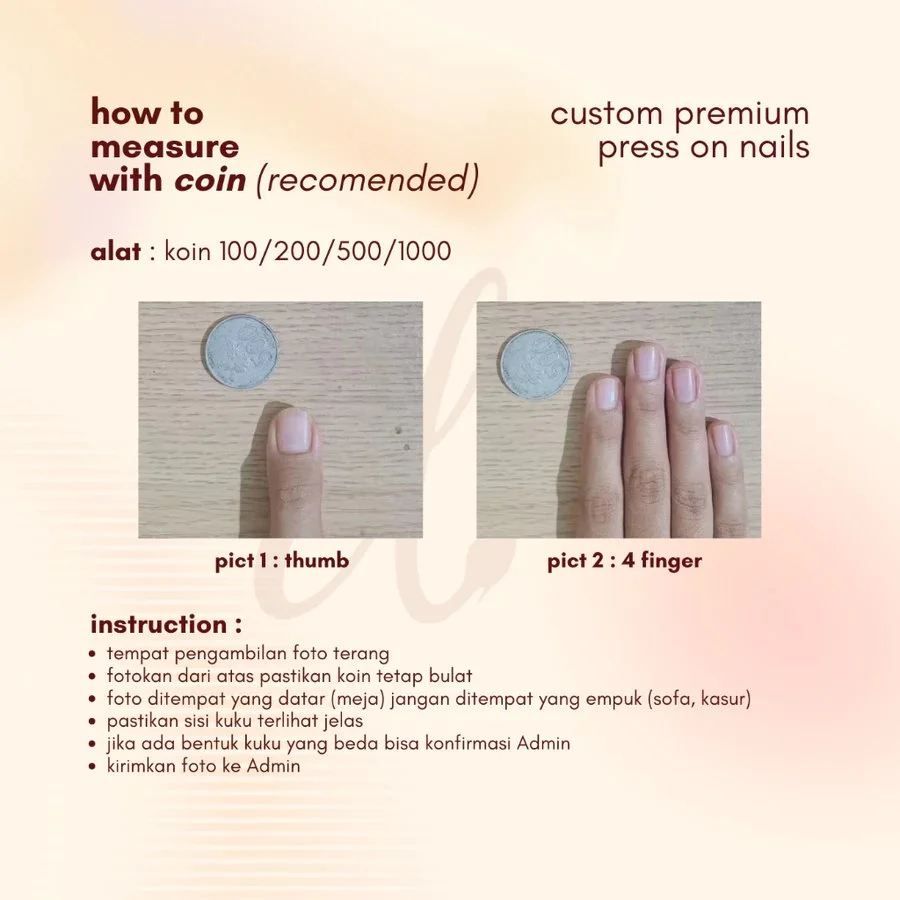 how to
measure
with coin (recomended)
custom premium
press on nails
alat : koin 100/200/500/1000
pict 1 : thumb
pict 2 : 4 finger
instruction :
• tempat pengambilan foto terang
• fotokan dari atas pastikan koin tetap bulat
• foto ditempat yang datar (meja) jangan ditempat yang empuk (sofa, kasur)
• pastikan sisi kuku terlihat jelas
• jika ada bentuk kuku yang beda bisa konfirmasi Admin
• kirimkan foto ke Admin